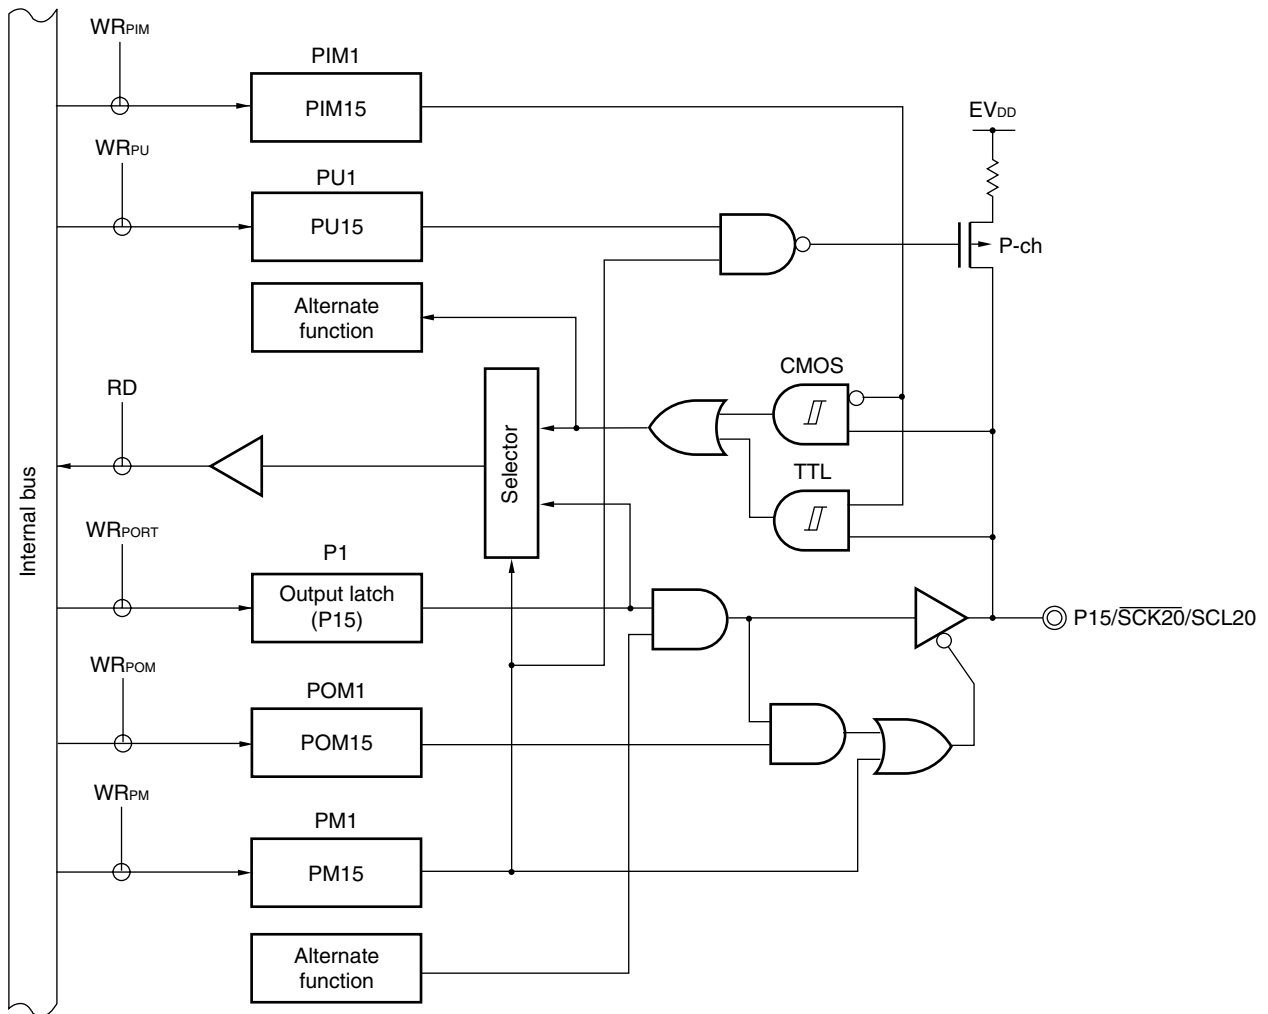 WRPIM
PIM1
PIM15
EVDD
WRPU
PU1
PU15
P-ch
Alternate
function
CMOS
RD
Selector
TTL
Internal bus
WRPORT
P1
Output latch
(P15)
P15/SCK20/SCL20
WRPOM
POM1
POM15
WRPM
PM1
PM15
Alternate
function